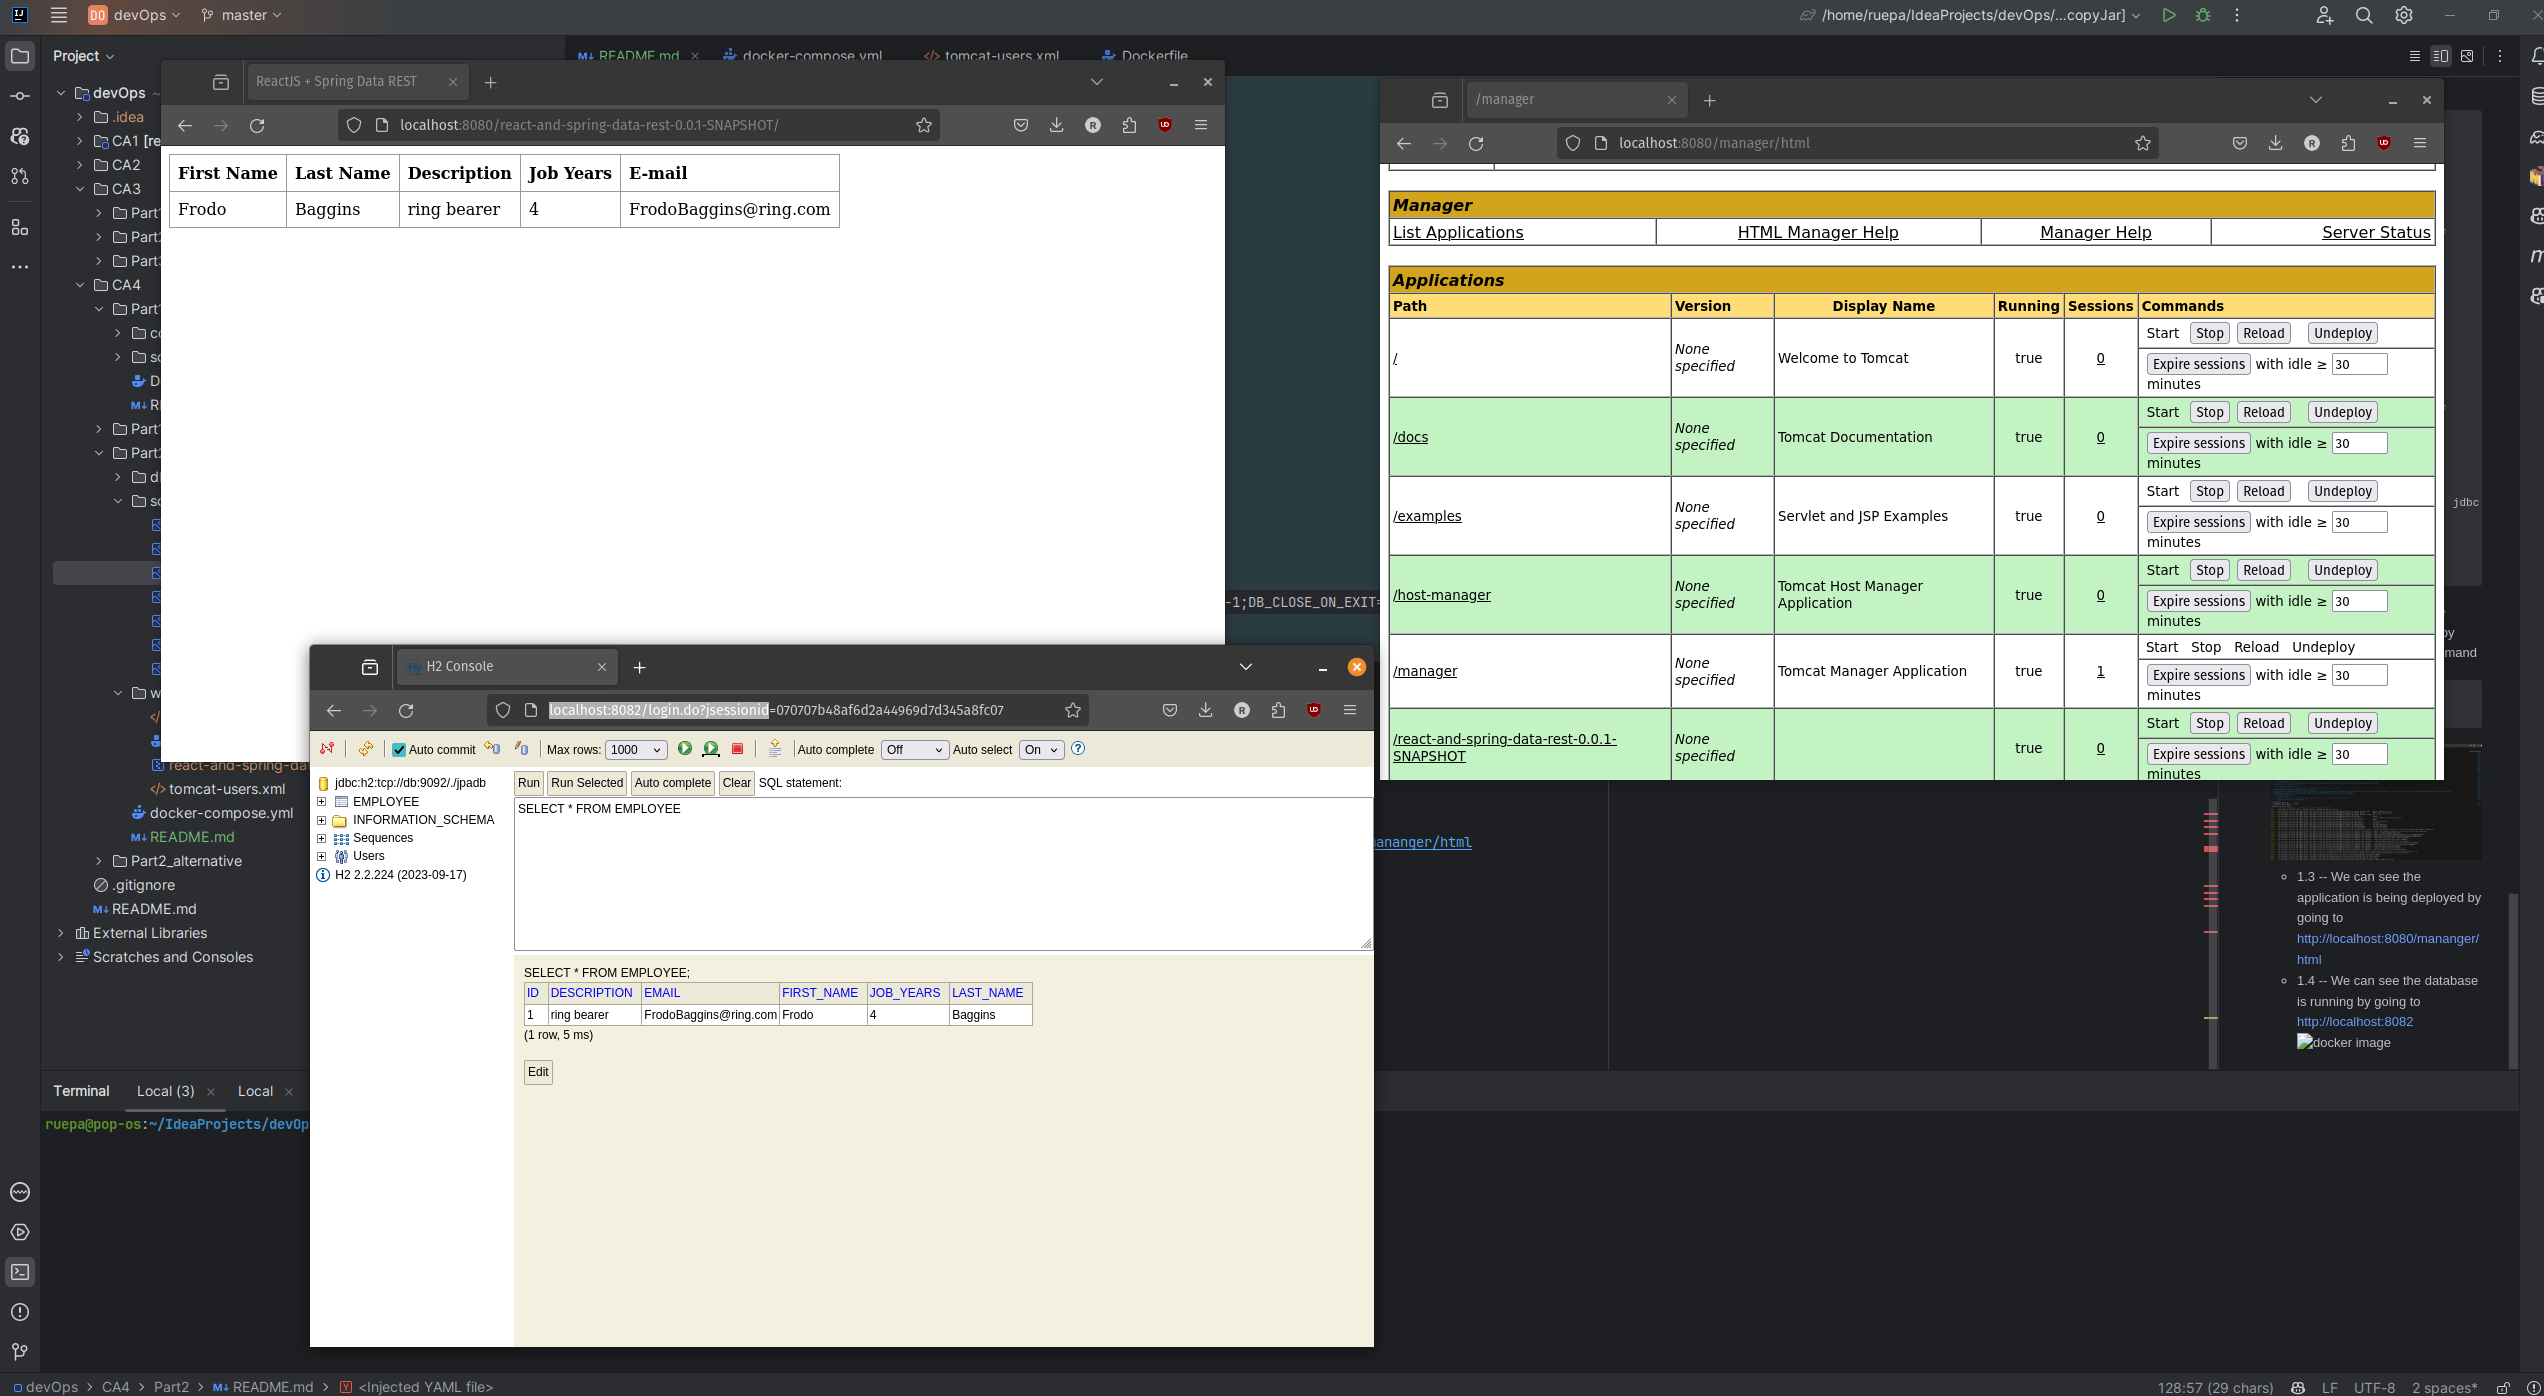 DO devOps master /home/ruepa/IdeaProjects/devOps/...copyJar]
Project
README.md docker-compose.yml tomcat-users.xml Dockerfile
devOps
.idea
CA1 [re
CA2
CA3
Part
Part
Part
CA4
Part
Part
Part
react-and-spring-da
tomcat-users.xml
docker-compose.yml
README.md
Part2_alternative
.gitignore
README.md
External Libraries
Scratches and Consoles
ReactJS + Spring Data REST
localhost:8080/react-and-spring-data-rest-0.0.1-SNAPSHOT/
First Name Last Name Description Job Years E-mail
Frodo Baggins ring bearer 4 FrodoBaggins@ring.com
-1;DB_CLOSE_ON_EXIT=
/manager
localhost:8080/manager/html
Manager
List Applications HTML Manager Help Manager Help Server Status
Applications
Path Version Display Name Running Sessions Commands
/ None specified Welcome to Tomcat true 0 Start Stop Reload Undeploy
Expire sessions with idle ≥ 30 minutes
/docs None specified Tomcat Documentation true 0 Start Stop Reload Undeploy
Expire sessions with idle ≥ 30 minutes
/examples None specified Servlet and JSP Examples true 0 Start Stop Reload Undeploy
Expire sessions with idle ≥ 30 minutes
/host-manager None specified Tomcat Host Manager Application true 0 Start Stop Reload Undeploy
Expire sessions with idle ≥ 30 minutes
/manager None specified Tomcat Manager Application true 1 Start Stop Reload Undeploy
Expire sessions with idle ≥ 30 minutes
/react-and-spring-data-rest-0.0.1-SNAPSHOT None specified true 0 Start Stop Reload Undeploy
Expire sessions with idle ≥ 30 minutes
jdbc
by
mand
H2 Console
localhost:8082/login.do?jsessionid=070707b48af6d2a44969d7d345a8fc07
Auto commit Max rows: 1000 Auto complete Off Auto select On
jdbc:h2:tcp://db:9092/./jpadb
EMPLOYEE
INFORMATION_SCHEMA
Sequences
Users
H2 2.2.224 (2023-09-17)
Run Run Selected Auto complete Clear SQL statement:
SELECT * FROM EMPLOYEE
SELECT * FROM EMPLOYEE;
ID DESCRIPTION EMAIL FIRST_NAME JOB_YEARS LAST_NAME
1 ring bearer FrodoBaggins@ring.com Frodo 4 Baggins
(1 row, 5 ms)
Edit
ananger/html
1.3 -- We can see the
application is being deployed by
going to
http://localhost:8080/mananger/
html
1.4 -- We can see the database
is running by going to
http://localhost:8082
docker image
Terminal Local (3) Local
ruepa@pop-os:~/IdeaProjects/devOp
devOps > CA4 > Part2 > README.md > <Injected YAML file>
128:57 (29 chars) LF UTF-8 2 spaces*